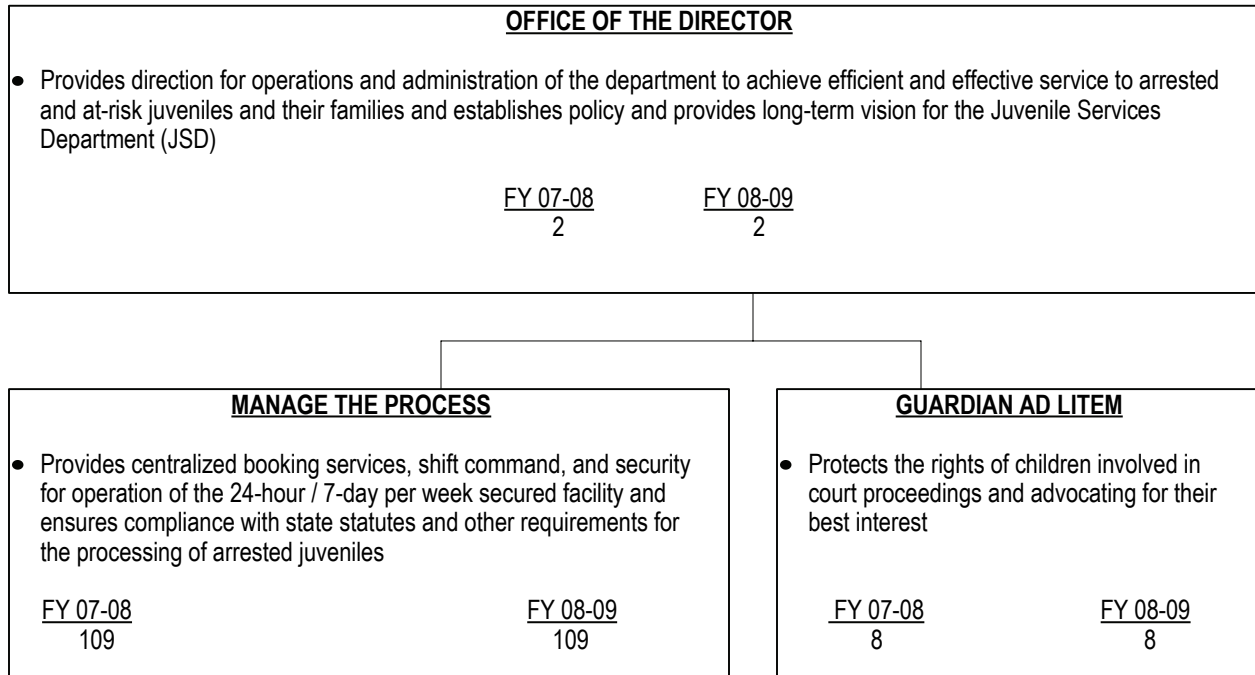 OFFICE OF THE DIRECTOR
● Provides direction for operations and administration of the department to achieve efficient and effective service to arrested
and at-risk juveniles and their families and establishes policy and provides long-term vision for the Juvenile Services
Department (JSD)
FY 07-08 FY 08-09
2 2
MANAGE THE PROCESS
● Provides centralized booking services, shift command, and security
for operation of the 24-hour / 7-day per week secured facility and
ensures compliance with state statutes and other requirements for
the processing of arrested juveniles
FY 07-08 FY 08-09
109 109
GUARDIAN AD LITEM
● Protects the rights of children involved in
court proceedings and advocating for their
best interest
FY 07-08 FY 08-09
8 8